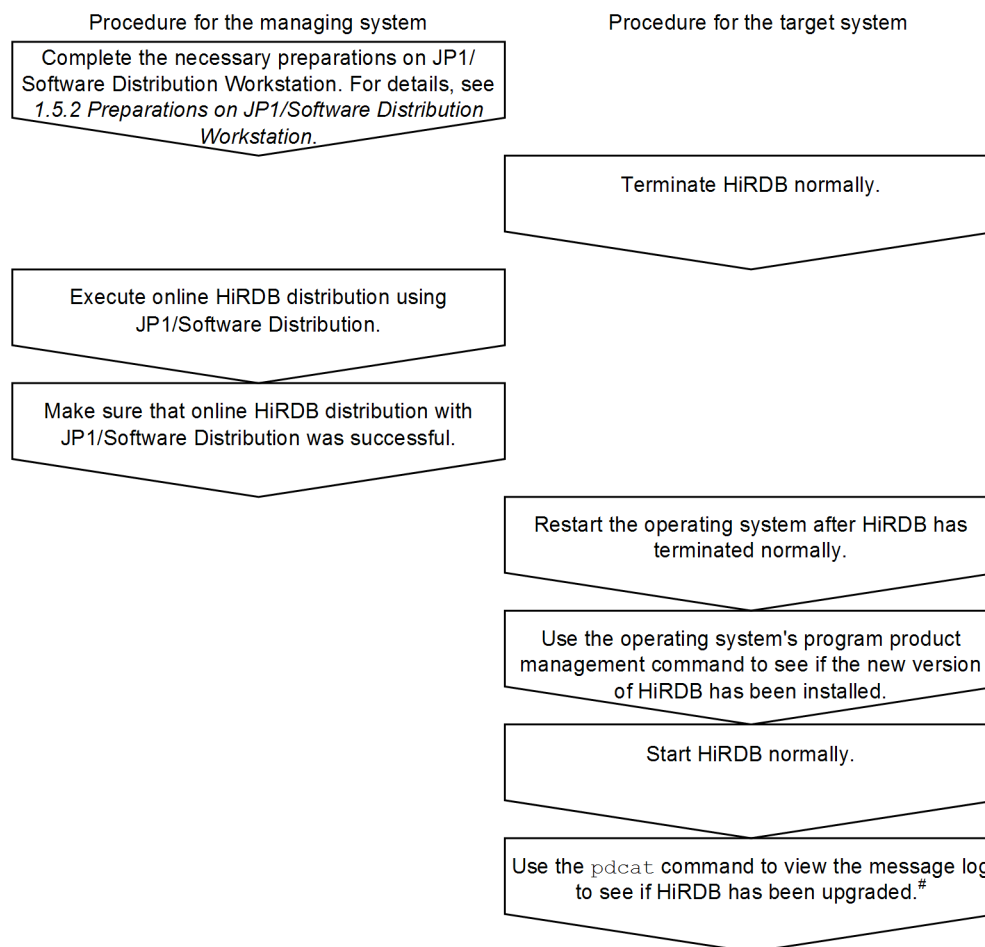 Procedure for the managing system
Procedure for the target system
Complete the necessary preparations on JP1/
Software Distribution Workstation. For details, see
1.5.2 Preparations on JP1/Software Distribution
Workstation.
Terminate HiRDB normally.
Execute online HiRDB distribution using
JP1/Software Distribution.
Make sure that online HiRDB distribution with
JP1/Software Distribution was successful.
Restart the operating system after HiRDB has
terminated normally.
Use the operating system's program product
management command to see if the new version
of HiRDB has been installed.
Start HiRDB normally.
Use the pdcat command to view the message log
to see if HiRDB has been upgraded.#